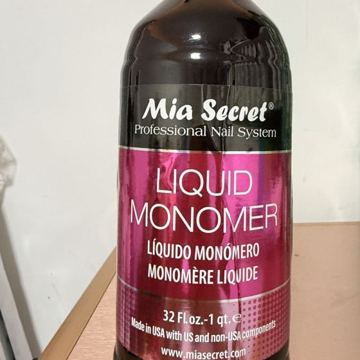 Mia Secret®
Professional Nail System
LIQUID
MONOMER
LÍQUIDO MONÓMERO
MONOMÈRE LIQUIDE
32 Fl.oz.-1 qt. ℮
Made in USA with US and non-USA components
www.miasecret.com